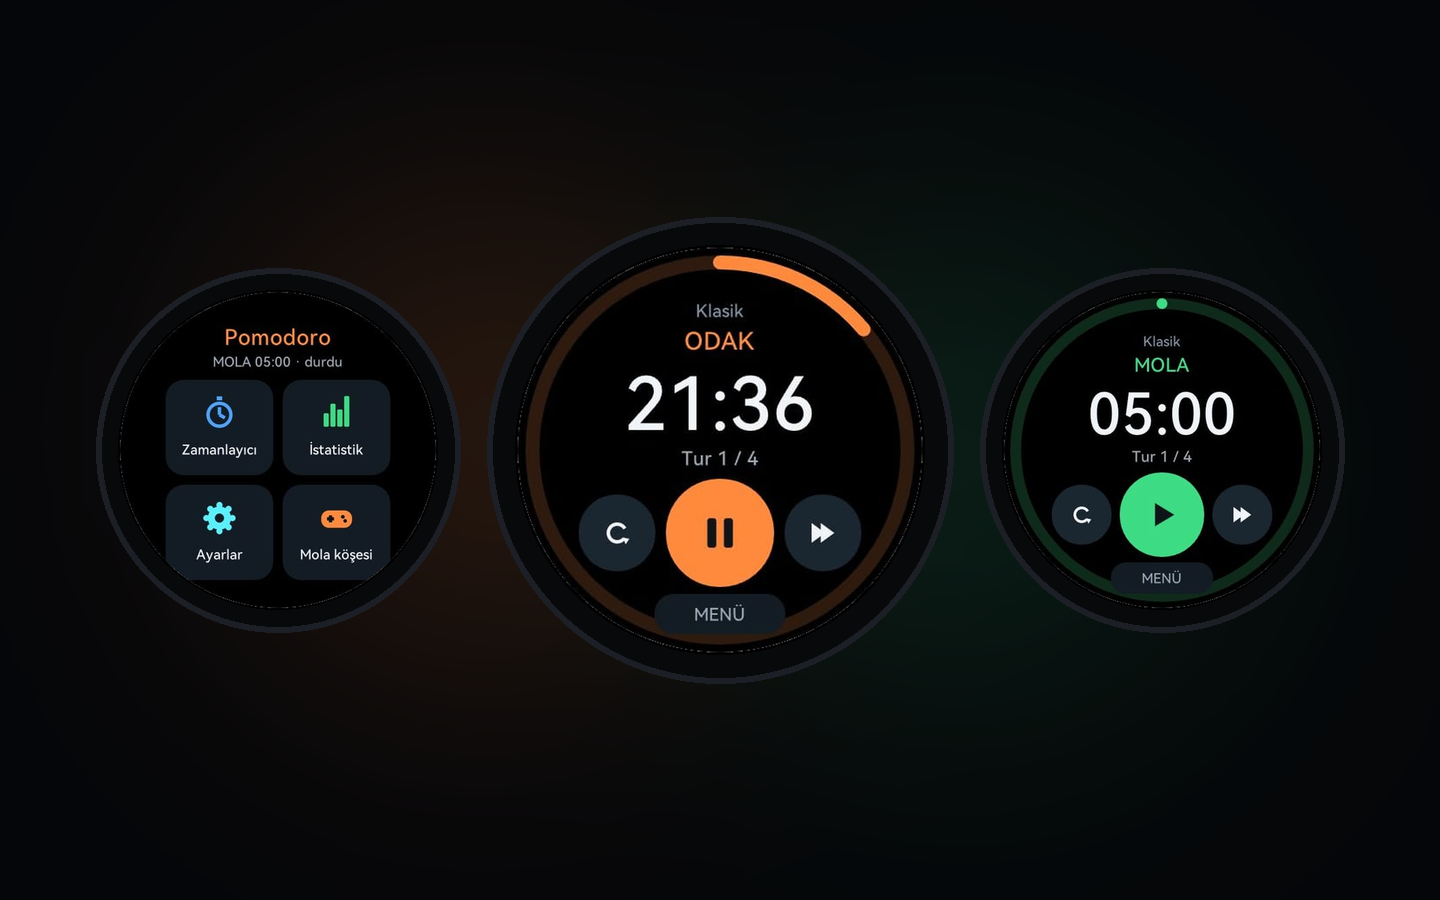 Pomodoro
MOLA 05:00 · durdu
Zamanlayıcı
İstatistik
Ayarlar
Mola köşesi
Klasik
ODAK
21:36
Tur 1 / 4
MENÜ
Klasik
MOLA
05:00
Tur 1 / 4
MENÜ